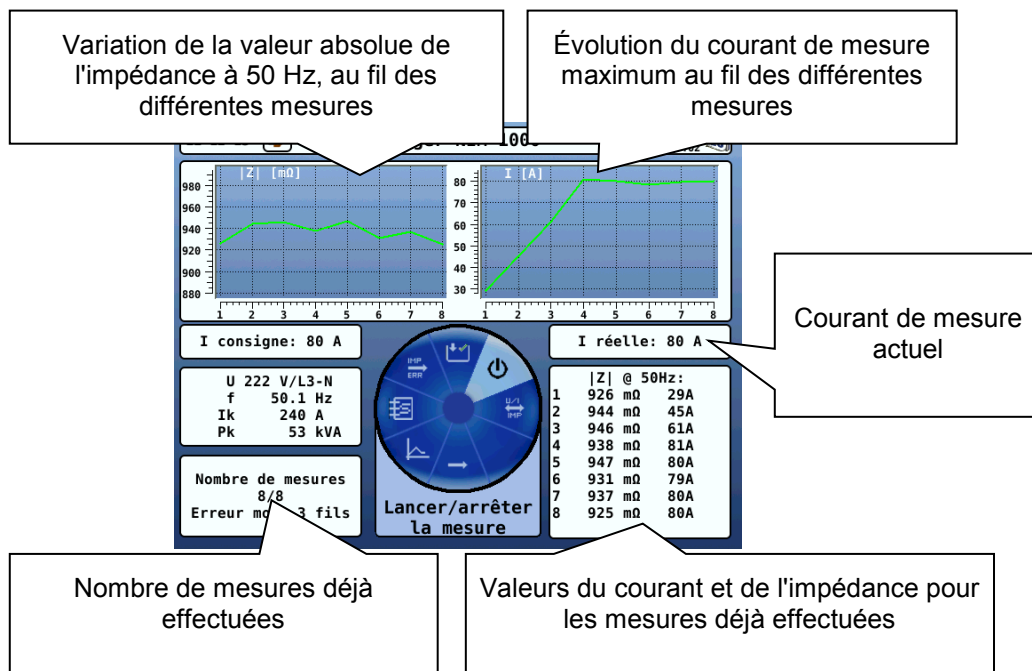 Variation de la valeur absolue de
l'impédance à 50 Hz, au fil des
différentes mesures
Évolution du courant de mesure
maximum au fil des différentes
mesures
1000
|Z| [mΩ]
980
960
940
920
900
880
1 2 3 4 5 6 7 8
I [A]
80
70
60
50
40
30
1 2 3 4 5 6 7 8
Courant de mesure
actuel
I consigne: 80 A
I réelle: 80 A
U 222 V/L3-N
f 50.1 Hz
Ik 240 A
Pk 53 kVA
IMP
ERR
U/I
IMP
|Z| @ 50Hz:
1 926 mΩ 29A
2 944 mΩ 45A
3 946 mΩ 61A
4 938 mΩ 81A
5 947 mΩ 80A
6 931 mΩ 79A
7 937 mΩ 80A
8 925 mΩ 80A
Nombre de mesures
8/8
Erreur 3 fils
Lancer/arrêter
la mesure
Nombre de mesures déjà
effectuées
Valeurs du courant et de l'impédance pour
les mesures déjà effectuées